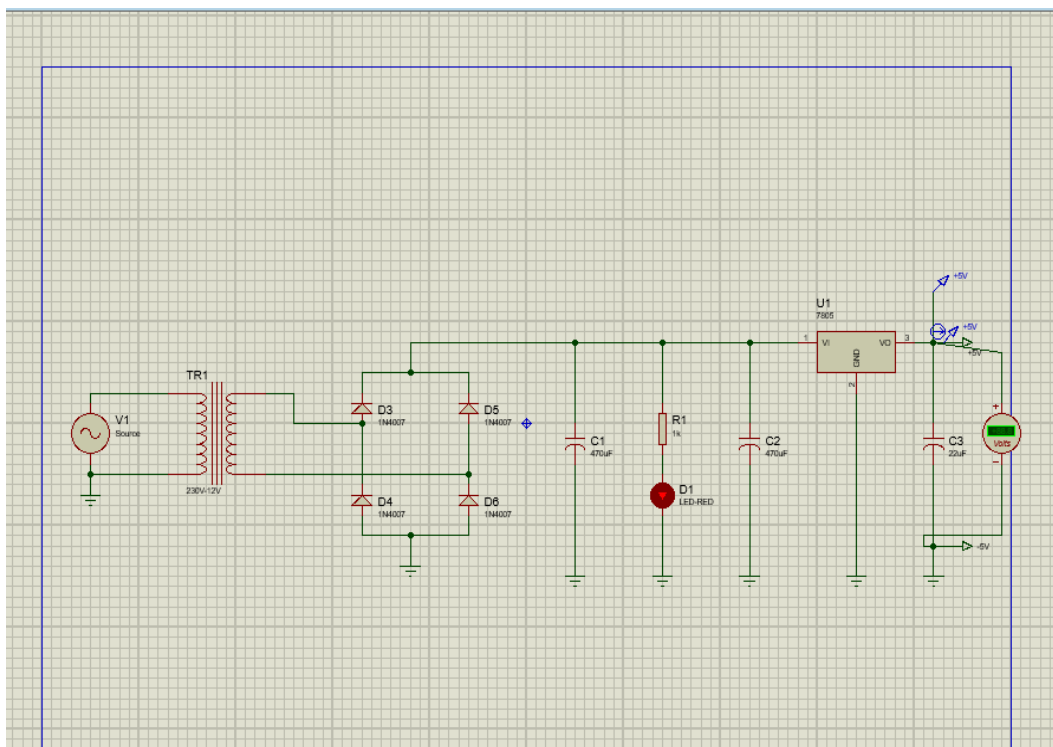 +5V
U1
7805
1
VI
VO
3
+5V
+5V
GND
2
TR1
V1
Source
230V-12V
D3
1N4007
D5
1N4007
D4
1N4007
D6
1N4007
C1
470uF
R1
1k
D1
LED-RED
C2
470uF
C3
22uF
+
Volts
-5V